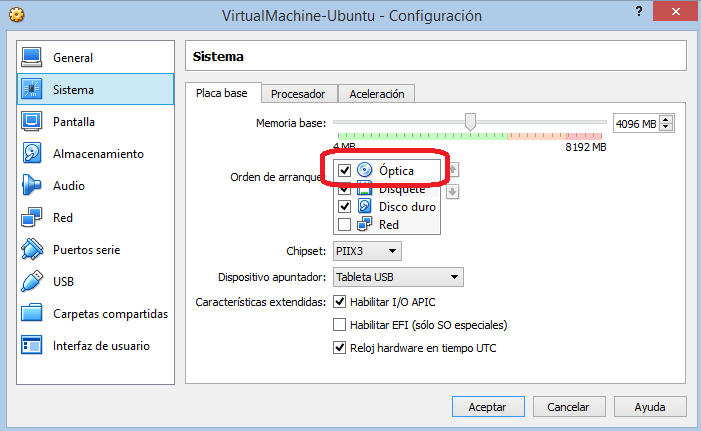 VirtualMachine-Ubuntu - Configuración
?
General
Sistema
Pantalla
Almacenamiento
Audio
Red
Puertos serie
USB
Carpetas compartidas
Interfaz de usuario
Sistema
Placa base Procesador Aceleración
Memoria base: 4096 MB
4 MB 8192 MB
Orden de arranque: Óptica
Disquete
Disco duro
Red
Chipset: PIIX3
Dispositivo apuntador: Tableta USB
Características extendidas: Habilitar I/O APIC
Habilitar EFI (sólo SO especiales)
Reloj hardware en tiempo UTC
Aceptar Cancelar Ayuda